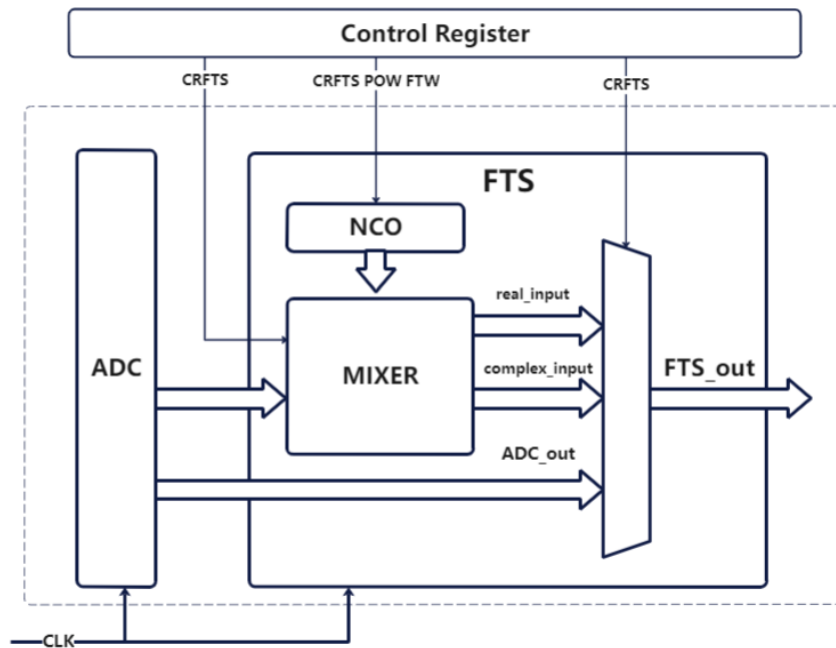 Control Register
CRFTS
CRFTS POW FTW
CRFTS
FTS
NCO
real_input
ADC
MIXER
complex_input
FTS_out
ADC_out
CLK